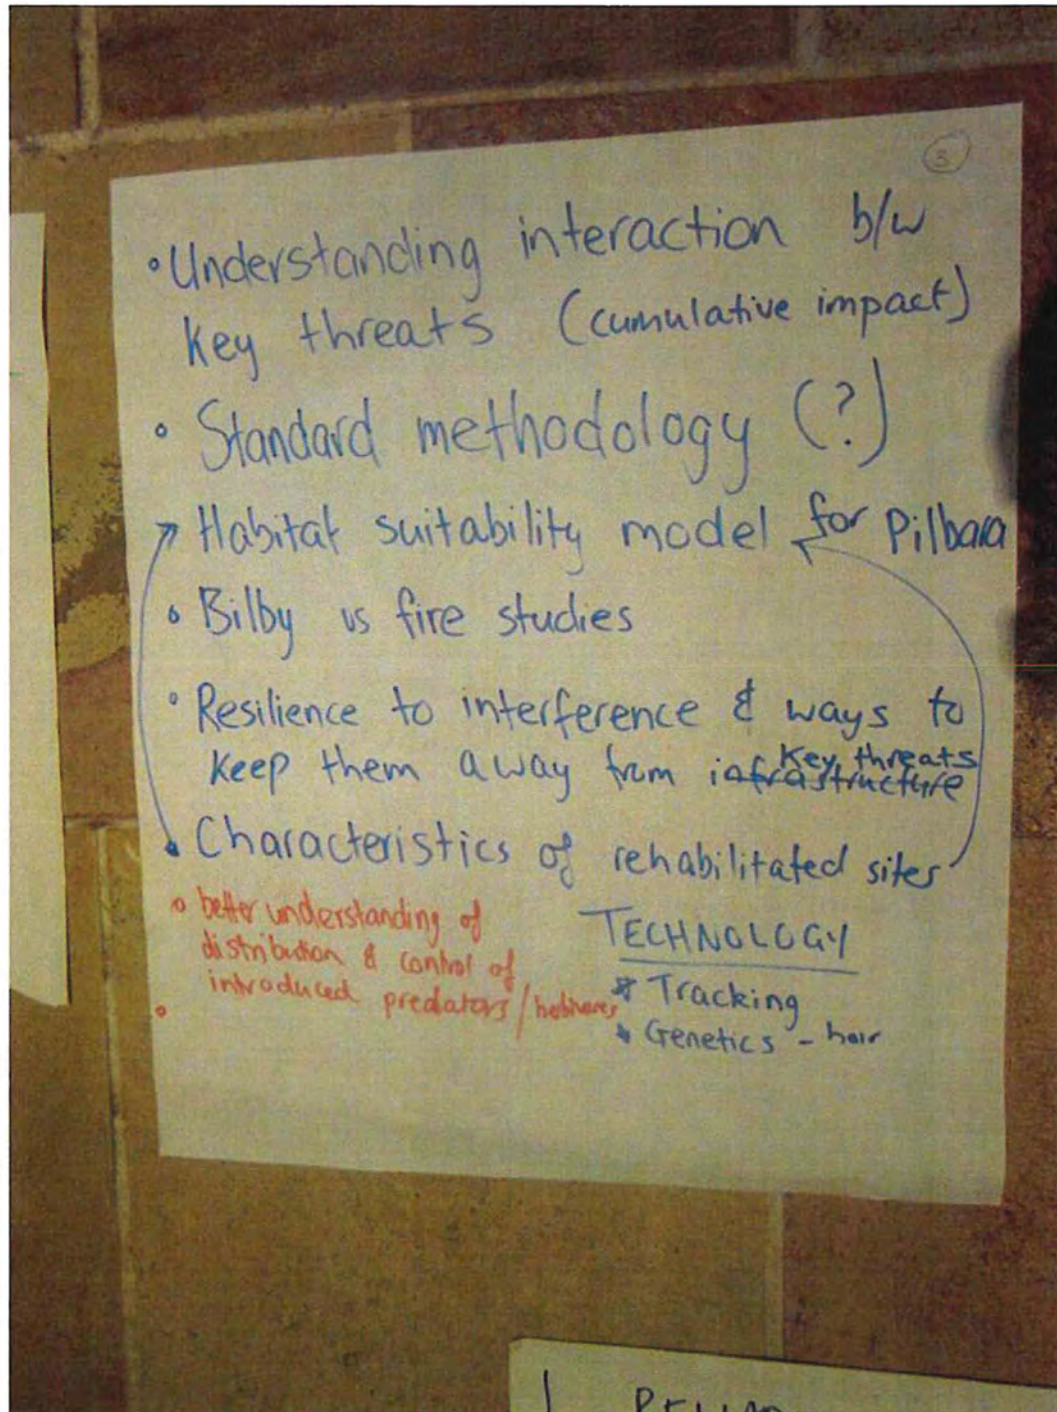 3
• Understanding interaction b/w
key threats (cumulative impact)
• Standard methodology (?)
Habitat suitability model for Pilbara
• Bilby vs fire studies
• Resilience to interference & ways to
keep them away from infrastructure
key threats
• Characteristics of rehabilitated sites
• better understanding of
distribution & control of
introduced predators/
•
TECHNOLOGY
* Tracking
* Genetics - hair